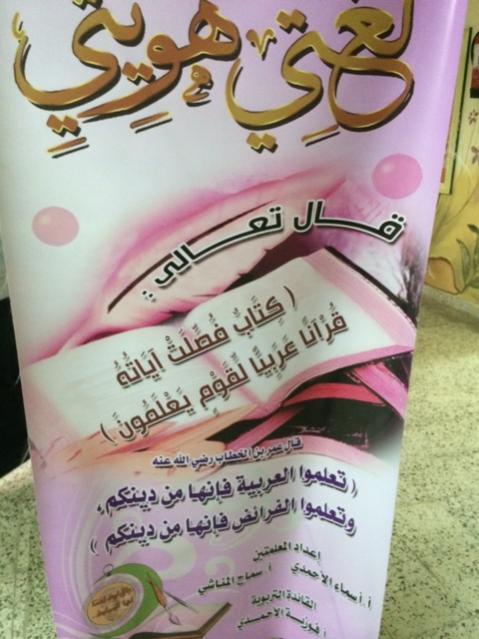 لغتي هويتي
قال تعالى :
( كِتَابٌ فُصِّلَتْ آيَاتُهُ
قُرْآنًا عَرَبِيًّا لِّقَوْمٍ يَعْلَمُونَ )
قال عمر بن الخطاب رضي الله عنه
( تعلموا العربية فإنها من دينكم،
وتعلموا الفرائض فإنها من دينكم )
إعداد المعلمتين
أ. أسماء الأحمدي أ. سماح المناشي
القائدة التربوية
أ. فوزية الأحمدي